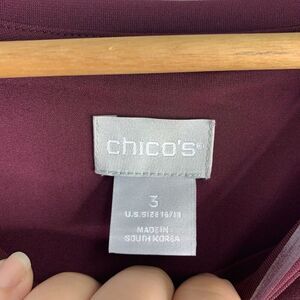 chico's®
3
U.S. SIZE 16/18
MADE IN
SOUTH KOREA